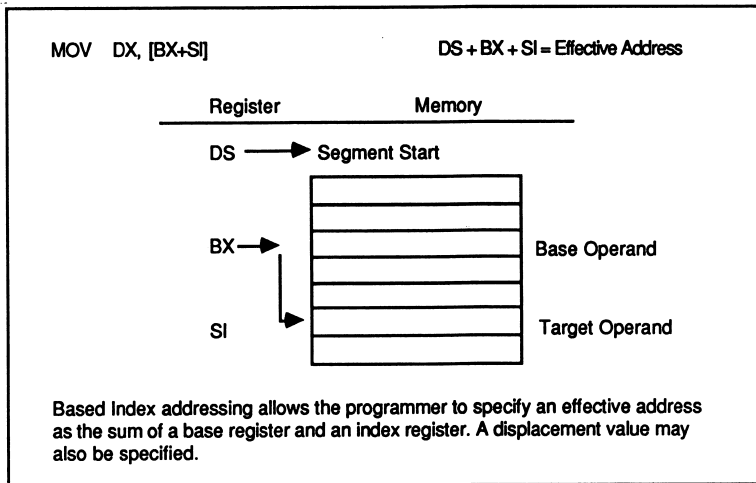 MOV DX, [BX+SI] DS + BX + SI = Effective Address
Register Memory
DS Segment Start
BX Base Operand
SI Target Operand
Based Index addressing allows the programmer to specify an effective address
as the sum of a base register and an index register. A displacement value may
also be specified.